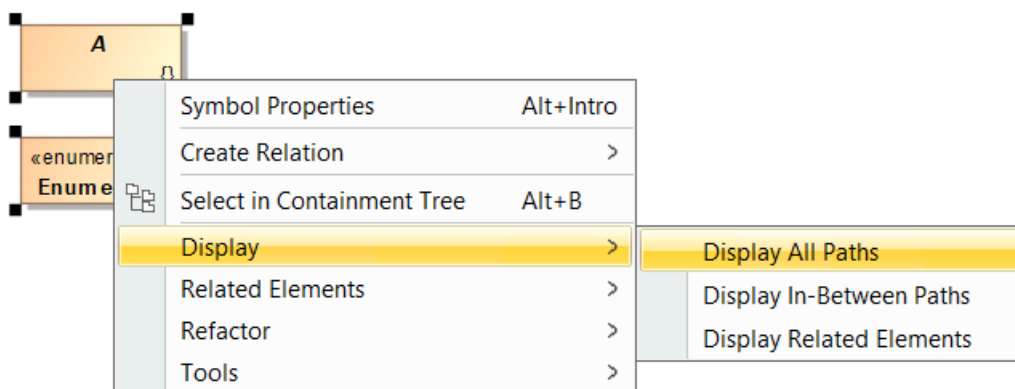 A
{}
«enumer
Enume
Symbol Properties Alt+Intro
Create Relation >
Select in Containment Tree Alt+B
Display >
Related Elements >
Refactor >
Tools >
Display All Paths
Display In-Between Paths
Display Related Elements